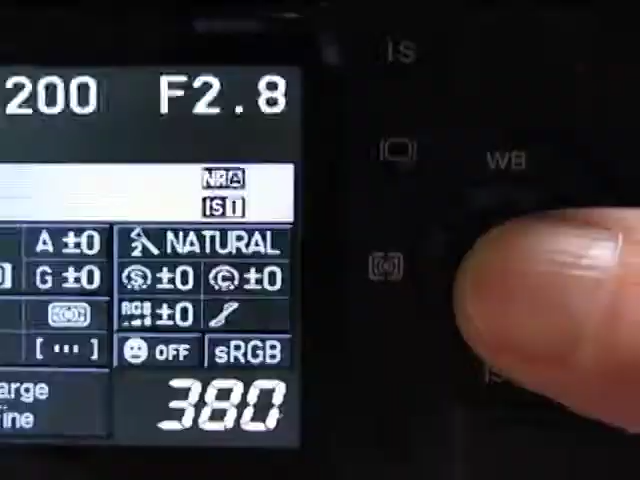 200 F2.8
IS
NR A
IS 1
WB
A ±0 NATURAL
G ±0 S ±0 C ±0
RGB ±0
[...] OFF sRGB
arge
ine
380